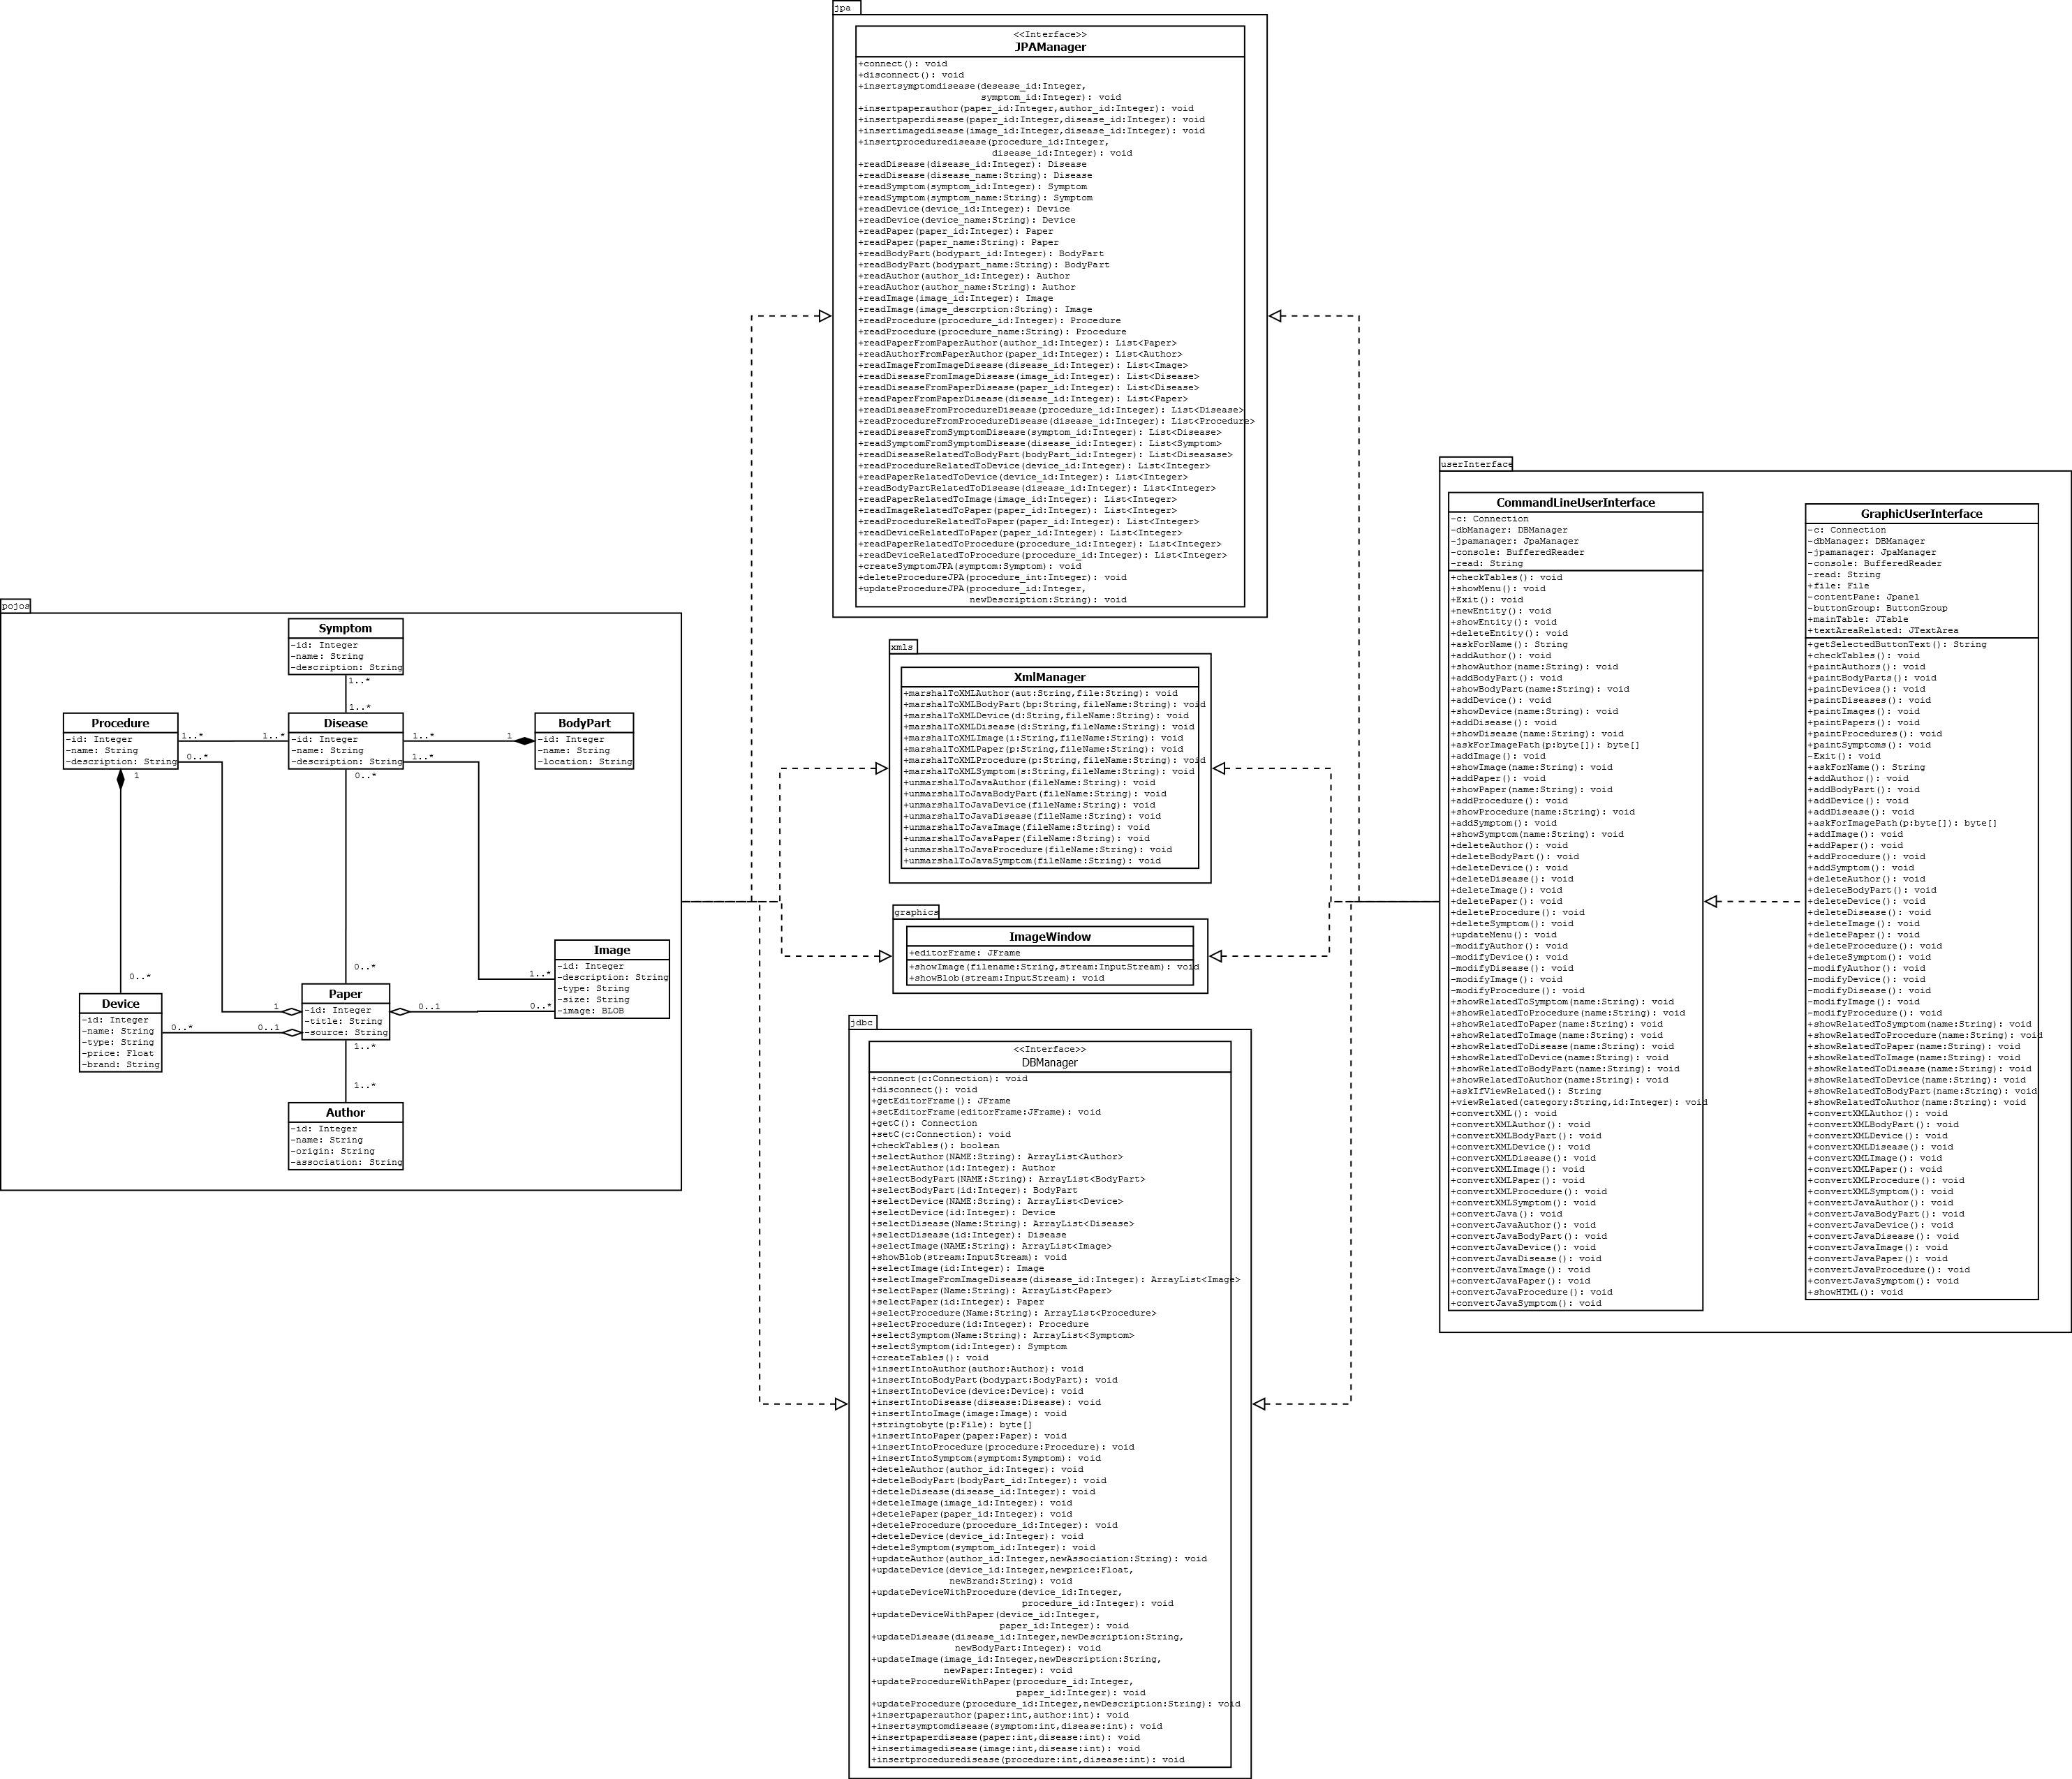 jpa
<<Interface>>
JPAManager
+connect(): void
+disconnect(): void
+insertsymptomdisease(desease_id:Integer,
symptom_id:Integer): void
+insertpaperauthor(paper_id:Integer,author_id:Integer): void
+insertpaperdisease(paper_id:Integer,disease_id:Integer): void
+insertimagedisease(image_id:Integer,disease_id:Integer): void
+insertproceduredisease(procedure_id:Integer,
disease_id:Integer): void
+readDisease(disease_id:Integer): Disease
+readDisease(disease_name:String): Disease
+readSymptom(symptom_id:Integer): Symptom
+readSymptom(symptom_name:String): Symptom
+readDevice(device_id:Integer): Device
+readDevice(device_name:String): Device
+readPaper(paper_id:Integer): Paper
+readPaper(paper_name:String): Paper
+readBodyPart(bodypart_id:Integer): BodyPart
+readBodyPart(bodypart_name:String): BodyPart
+readAuthor(author_id:Integer): Author
+readAuthor(author_name:String): Author
+readImage(image_id:Integer): Image
+readImage(image_descrption:String): Image
+readProcedure(procedure_id:Integer): Procedure
+readProcedure(procedure_name:String): Procedure
+readPaperFromPaperAuthor(author_id:Integer): List<Paper>
+readAuthorFromPaperAuthor(paper_id:Integer): List<Author>
+readImageFromImageDisease(disease_id:Integer): List<Image>
+readDiseaseFromImageDisease(image_id:Integer): List<Disease>
+readDiseaseFromPaperDisease(paper_id:Integer): List<Disease>
+readPaperFromPaperDisease(disease_id:Integer): List<Paper>
+readDiseaseFromProcedureDisease(procedure_id:Integer): List<Disease>
+readProcedureFromProcedureDisease(disease_id:Integer): List<Procedure>
+readDiseaseFromSymptomDisease(symptom_id:Integer): List<Disease>
+readSymptomFromSymptomDisease(disease_id:Integer): List<Symptom>
+readDiseaseRelatedToBodyPart(bodyPart_id:Integer): List<Diseasase>
+readProcedureRelatedToDevice(device_id:Integer): List<Integer>
+readPaperRelatedToDevice(device_id:Integer): List<Integer>
+readBodyPartRelatedToDisease(disease_id:Integer): List<Integer>
+readPaperRelatedToImage(image_id:Integer): List<Integer>
+readImageRelatedToPaper(paper_id:Integer): List<Integer>
+readProcedureRelatedToPaper(paper_id:Integer): List<Integer>
+readDeviceRelatedToPaper(paper_id:Integer): List<Integer>
+readPaperRelatedToProcedure(procedure_id:Integer): List<Integer>
+readDeviceRelatedToProcedure(procedure_id:Integer): List<Integer>
+createSymptomJPA(symptom:Symptom): void
+deleteProcedureJPA(procedure_int:Integer): void
+updateProcedureJPA(procedure_id:Integer,
newDescription:String): void
pojos
Symptom
-id: Integer
-name: String
-description: String
1..*
1..*
Procedure
-id: Integer
-name: String
-description: String
1..*
1..*
0..*
1
Disease
-id: Integer
-name: String
-description: String
1..*
1
1..*
0..*
BodyPart
-id: Integer
-name: String
-location: String
0..*
0..*
1..*
Image
-id: Integer
-description: String
-type: String
-size: String
-image: BLOB
Device
-id: Integer
-name: String
-type: String
-price: Float
-brand: String
1
0..*
0..1
Paper
-id: Integer
-title: String
-source: String
0..1
0..*
1..*
1..*
Author
-id: Integer
-name: String
-origin: String
-association: String
xmls
XmlManager
+marshalToXMLAuthor(aut:String,file:String): void
+marshalToXMLBodyPart(bp:String,fileName:String): void
+marshalToXMLDevice(d:String,fileName:String): void
+marshalToXMLDisease(d:String,fileName:String): void
+marshalToXMLImage(i:String,fileName:String): void
+marshalToXMLPaper(p:String,fileName:String): void
+marshalToXMLProcedure(p:String,fileName:String): void
+marshalToXMLSymptom(s:String,fileName:String): void
+unmarshalToJavaAuthor(fileName:String): void
+unmarshalToJavaBodyPart(fileName:String): void
+unmarshalToJavaDevice(fileName:String): void
+unmarshalToJavaDisease(fileName:String): void
+unmarshalToJavaImage(fileName:String): void
+unmarshalToJavaPaper(fileName:String): void
+unmarshalToJavaProcedure(fileName:String): void
+unmarshalToJavaSymptom(fileName:String): void
graphics
ImageWindow
+editorFrame: JFrame
+showImage(filename:String,stream:InputStream): void
+showBlob(stream:InputStream): void
jdbc
<<Interface>>
DBManager
+connect(c:Connection): void
+disconnect(): void
+getEditorFrame(): JFrame
+setEditorFrame(editorFrame:JFrame): void
+getC(): Connection
+setC(c:Connection): void
+checkTables(): boolean
+selectAuthor(NAME:String): ArrayList<Author>
+selectAuthor(id:Integer): Author
+selectBodyPart(NAME:String): ArrayList<BodyPart>
+selectBodyPart(id:Integer): BodyPart
+selectDevice(NAME:String): ArrayList<Device>
+selectDevice(id:Integer): Device
+selectDisease(Name:String): ArrayList<Disease>
+selectDisease(id:Integer): Disease
+selectImage(NAME:String): ArrayList<Image>
+showBlob(stream:InputStream): void
+selectImage(id:Integer): Image
+selectImageFromImageDisease(disease_id:Integer): ArrayList<Image>
+selectPaper(Name:String): ArrayList<Paper>
+selectPaper(id:Integer): Paper
+selectProcedure(Name:String): ArrayList<Procedure>
+selectProcedure(id:Integer): Procedure
+selectSymptom(Name:String): ArrayList<Symptom>
+selectSymptom(id:Integer): Symptom
+createTables(): void
+insertIntoAuthor(author:Author): void
+insertIntoBodyPart(bodypart:BodyPart): void
+insertIntoDevice(device:Device): void
+insertIntoDisease(disease:Disease): void
+insertIntoImage(image:Image): void
+stringtobyte(p:File): byte[]
+insertIntoPaper(paper:Paper): void
+insertIntoProcedure(procedure:Procedure): void
+insertIntoSymptom(symptom:Symptom): void
+deteleAuthor(author_id:Integer): void
+deteleBodyPart(bodyPart_id:Integer): void
+deteleDisease(disease_id:Integer): void
+deteleImage(image_id:Integer): void
+detelePaper(paper_id:Integer): void
+deteleProcedure(procedure_id:Integer): void
+deteleDevice(device_id:Integer): void
+deteleSymptom(symptom_id:Integer): void
+updateAuthor(author_id:Integer,newAssociation:String): void
+updateDevice(device_id:Integer,newprice:Float,
newBrand:String): void
+updateDeviceWithProcedure(device_id:Integer,
procedure_id:Integer): void
+updateDeviceWithPaper(device_id:Integer,
paper_id:Integer): void
+updateDisease(disease_id:Integer,newDescription:String,
newBodyPart:Integer): void
+updateImage(image_id:Integer,newDescription:String,
newPaper:Integer): void
+updateProcedureWithPaper(procedure_id:Integer,
paper_id:Integer): void
+updateProcedure(procedure_id:Integer,newDescription:String): void
+insertpaperauthor(paper:int,author:int): void
+insertsymptomdisease(symptom:int,disease:int): void
+insertpaperdisease(paper:int,disease:int): void
+insertimagedisease(image:int,disease:int): void
+insertproceduredisease(procedure:int,disease:int): void
userInterface
CommandLineUserInterface
-c: Connection
-dbManager: DBManager
-jpamanager: JpaManager
-console: BufferedReader
-read: String
+checkTables(): void
+showMenu(): void
+Exit(): void
+newEntity(): void
+showEntity(): void
+deleteEntity(): void
+askForName(): String
+addAuthor(): void
+showAuthor(name:String): void
+addBodyPart(): void
+showBodyPart(name:String): void
+addDevice(): void
+showDevice(name:String): void
+addDisease(): void
+showDisease(name:String): void
+askForImagePath(p:byte[]): byte[]
+addImage(): void
+showImage(name:String): void
+addPaper(): void
+showPaper(name:String): void
+addProcedure(): void
+showProcedure(name:String): void
+addSymptom(): void
+showSymptom(name:String): void
+deleteAuthor(): void
+deleteBodyPart(): void
+deleteDevice(): void
+deleteDisease(): void
+deleteImage(): void
+deletePaper(): void
+deleteProcedure(): void
+deleteSymptom(): void
+updateMenu(): void
-modifyAuthor(): void
-modifyDevice(): void
-modifyDisease(): void
-modifyImage(): void
-modifyProcedure(): void
+showRelatedToSymptom(name:String): void
+showRelatedToProcedure(name:String): void
+showRelatedToPaper(name:String): void
+showRelatedToImage(name:String): void
+showRelatedToDisease(name:String): void
+showRelatedToDevice(name:String): void
+showRelatedToBodyPart(name:String): void
+showRelatedToAuthor(name:String): void
+askIfViewRelated(): String
+viewRelated(category:String,id:Integer): void
+convertXML(): void
+convertXMLAuthor(): void
+convertXMLBodyPart(): void
+convertXMLDevice(): void
+convertXMLDisease(): void
+convertXMLImage(): void
+convertXMLPaper(): void
+convertXMLProcedure(): void
+convertXMLSymptom(): void
+convertJava(): void
+convertJavaAuthor(): void
+convertJavaBodyPart(): void
+convertJavaDevice(): void
+convertJavaDisease(): void
+convertJavaImage(): void
+convertJavaPaper(): void
+convertJavaProcedure(): void
+convertJavaSymptom(): void
GraphicUserInterface
-c: Connection
-dbManager: DBManager
-jpamanager: JpaManager
-console: BufferedReader
-read: String
+file: File
-contentPane: Jpanel
-buttonGroup: ButtonGroup
+mainTable: JTable
+textAreaRelated: JTextArea
+getSelectedButtonText(): String
+checkTables(): void
+paintAuthors(): void
+paintBodyParts(): void
+paintDevices(): void
+paintDiseases(): void
+paintImages(): void
+paintPapers(): void
+paintProcedures(): void
+paintSymptoms(): void
-Exit(): void
+askForName(): String
+addAuthor(): void
+addBodyPart(): void
+addDevice(): void
+addDisease(): void
+askForImagePath(p:byte[]): byte[]
+addImage(): void
+addPaper(): void
+addProcedure(): void
+addSymptom(): void
+deleteAuthor(): void
+deleteBodyPart(): void
+deleteDevice(): void
+deleteDisease(): void
+deleteImage(): void
+deletePaper(): void
+deleteProcedure(): void
+deleteSymptom(): void
-modifyAuthor(): void
-modifyDevice(): void
-modifyDisease(): void
-modifyImage(): void
-modifyProcedure(): void
+showRelatedToSymptom(name:String): void
+showRelatedToProcedure(name:String): void
+showRelatedToPaper(name:String): void
+showRelatedToImage(name:String): void
+showRelatedToDisease(name:String): void
+showRelatedToDevice(name:String): void
+showRelatedToBodyPart(name:String): void
+showRelatedToAuthor(name:String): void
+convertXMLAuthor(): void
+convertXMLBodyPart(): void
+convertXMLDevice(): void
+convertXMLDisease(): void
+convertXMLImage(): void
+convertXMLPaper(): void
+convertXMLProcedure(): void
+convertXMLSymptom(): void
+convertJavaAuthor(): void
+convertJavaBodyPart(): void
+convertJavaDevice(): void
+convertJavaDisease(): void
+convertJavaImage(): void
+convertJavaPaper(): void
+convertJavaProcedure(): void
+convertJavaSymptom(): void
+showHTML(): void